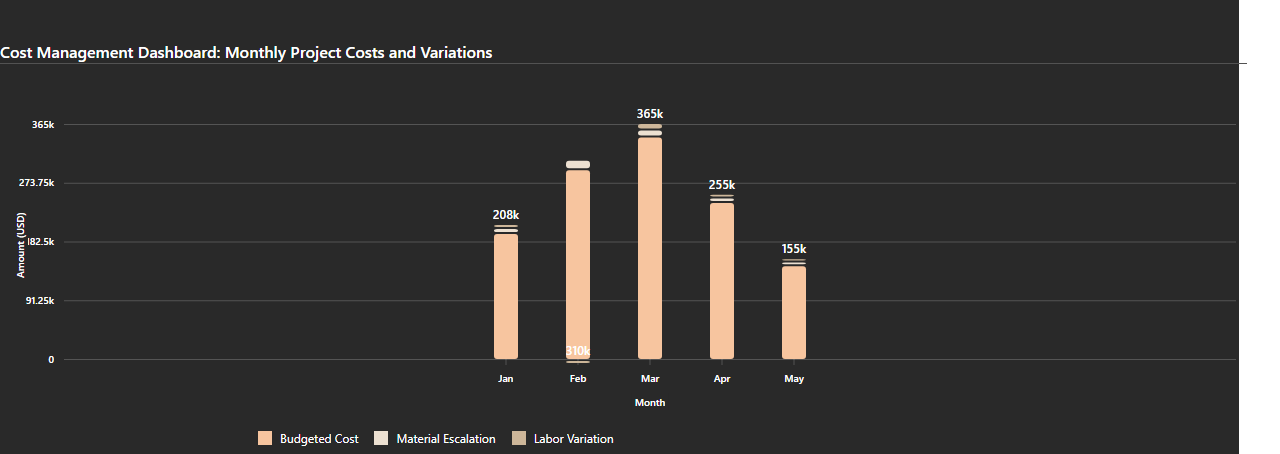 Cost Management Dashboard: Monthly Project Costs and Variations
365k
365k
273.75k
255k
208k
182.5k
155k
Amount (USD)
91.25k
310k
0
Jan Feb Mar Apr May
Month
Budgeted Cost Material Escalation Labor Variation